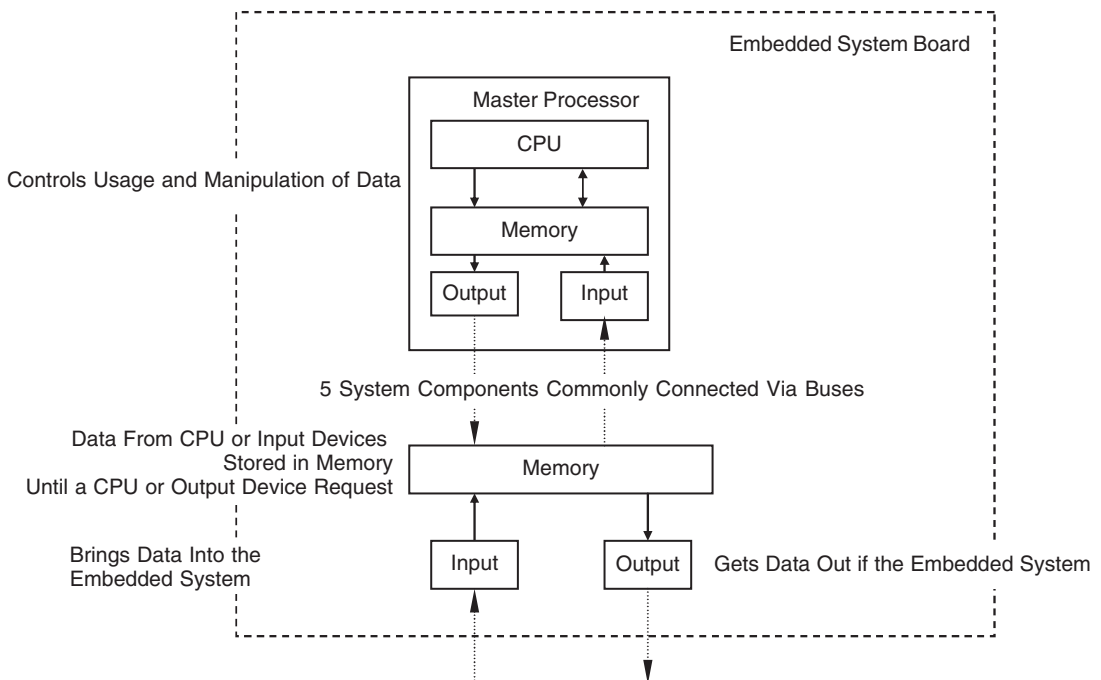 Embedded System Board
Master Processor
CPU
Controls Usage and Manipulation of Data
Memory
Output
Input
5 System Components Commonly Connected Via Buses
Data From CPU or Input Devices
Stored in Memory
Until a CPU or Output Device Request
Memory
Brings Data Into the
Embedded System
Input
Output
Gets Data Out if the Embedded System